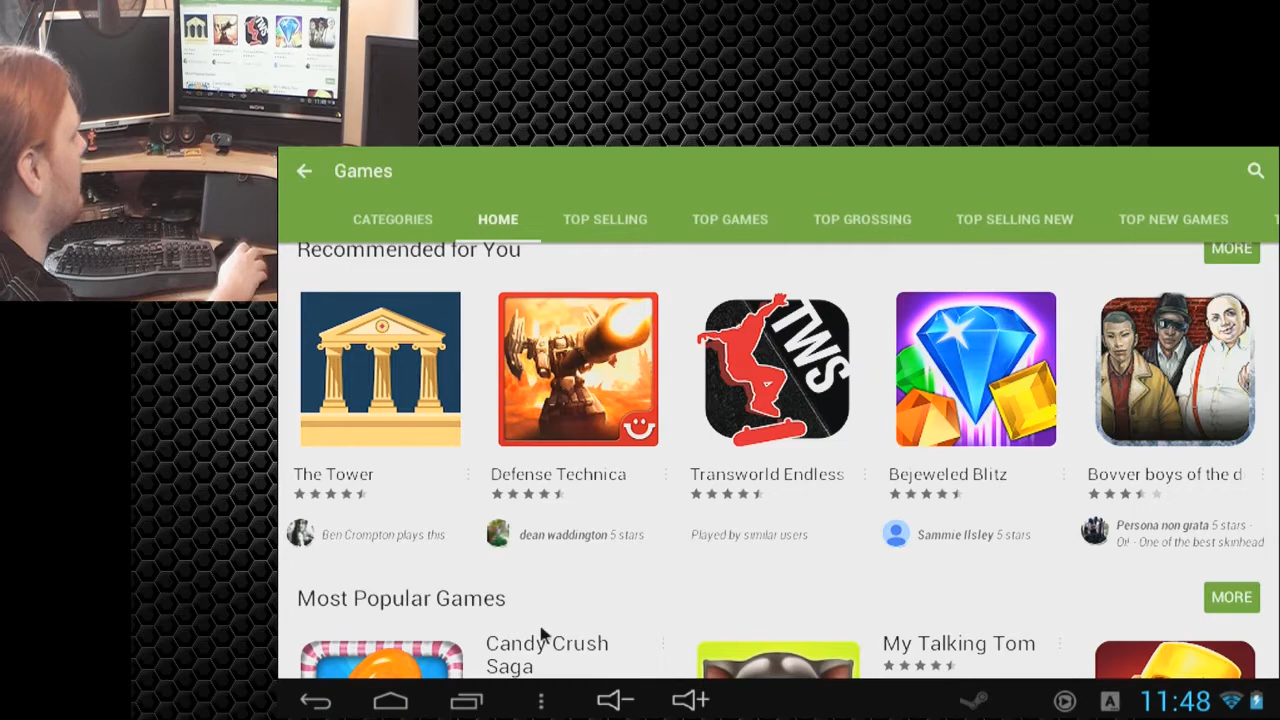 Games
CATEGORIES HOME TOP SELLING TOP GAMES TOP GROSSING TOP SELLING NEW TOP NEW GAMES
Recommended for You MORE
TWS
The Tower Defense Technica Transworld Endless Bejeweled Blitz Bovver boys of the d
Ben Crompton plays this dean waddington 5 stars Played by similar users Sammie Ilsley 5 stars Persona non grata 5 stars -
Oi! - One of the best skinhead
Most Popular Games MORE
Candy Crush My Talking Tom
Saga
A 11:48